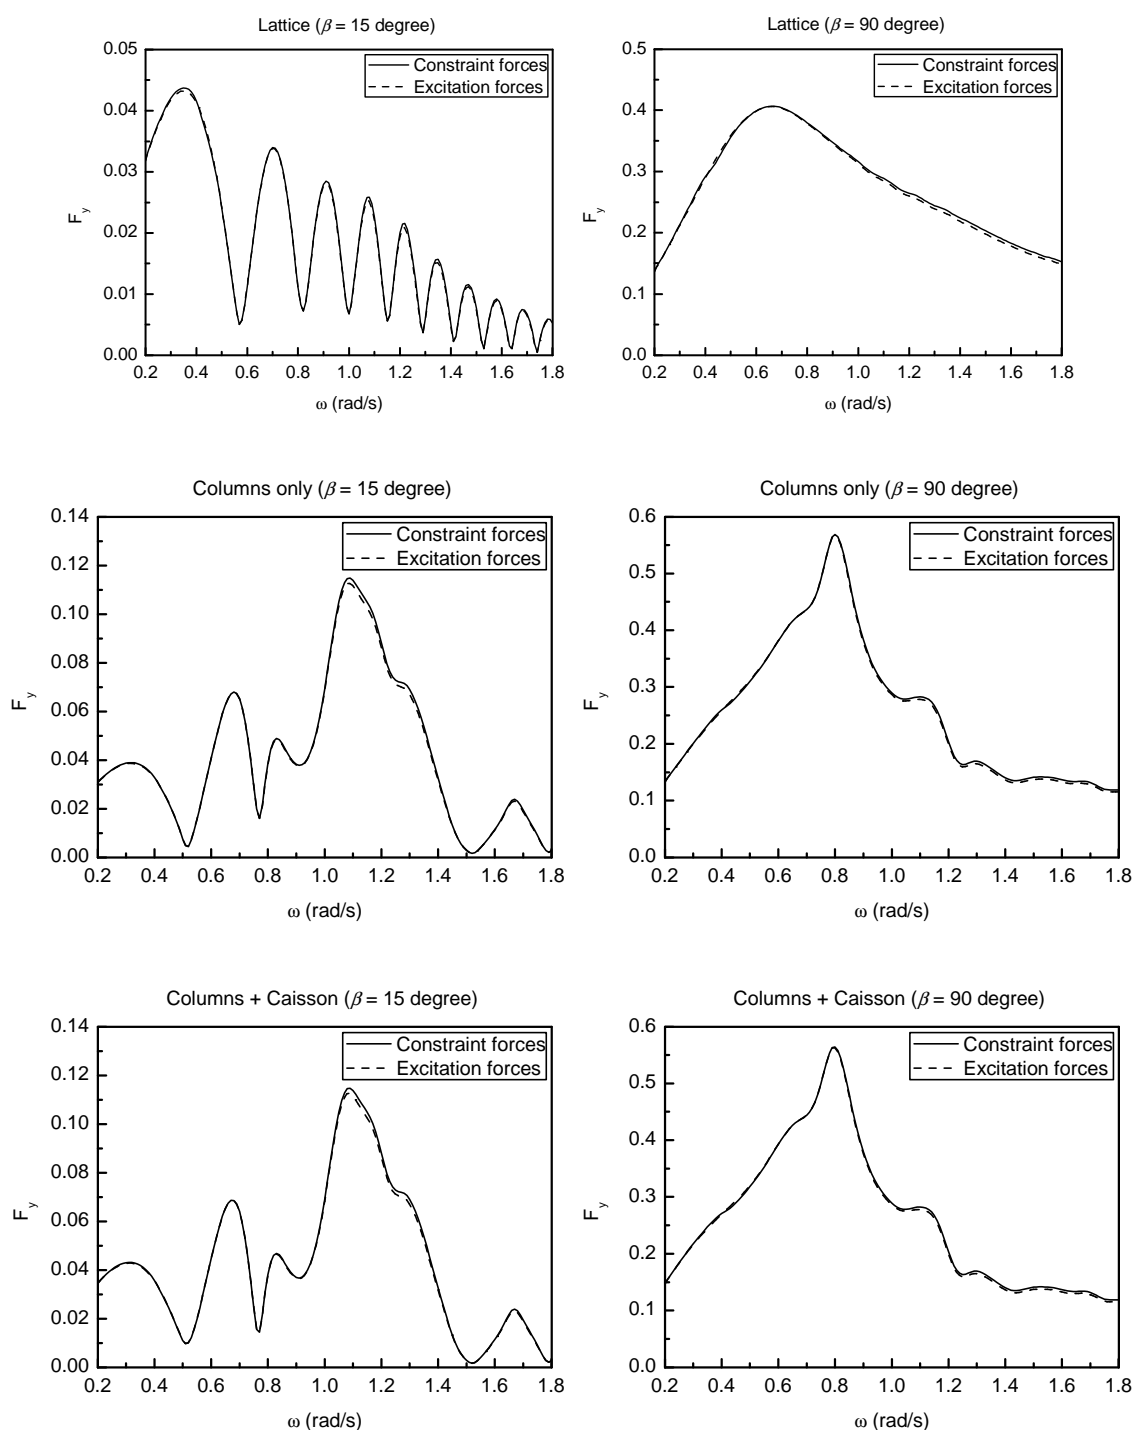 Lattice (β = 15 degree)
0.05
0.04
0.03
0.02
0.01
0.00
F_y
Constraint forces
Excitation forces
0.2 0.4 0.6 0.8 1.0 1.2 1.4 1.6 1.8
ω (rad/s)
Lattice (β = 90 degree)
0.5
0.4
0.3
0.2
0.1
0.0
F_y
Constraint forces
Excitation forces
0.2 0.4 0.6 0.8 1.0 1.2 1.4 1.6 1.8
ω (rad/s)
Columns only (β = 15 degree)
0.14
0.12
0.10
0.08
0.06
0.04
0.02
0.00
F_y
Constraint forces
Excitation forces
0.2 0.4 0.6 0.8 1.0 1.2 1.4 1.6 1.8
ω (rad/s)
Columns only (β = 90 degree)
0.6
0.5
0.4
0.3
0.2
0.1
0.0
F_y
Constraint forces
Excitation forces
0.2 0.4 0.6 0.8 1.0 1.2 1.4 1.6 1.8
ω (rad/s)
Columns + Caisson (β = 15 degree)
0.14
0.12
0.10
0.08
0.06
0.04
0.02
0.00
F_y
Constraint forces
Excitation forces
0.2 0.4 0.6 0.8 1.0 1.2 1.4 1.6 1.8
ω (rad/s)
Columns + Caisson (β = 90 degree)
0.6
0.5
0.4
0.3
0.2
0.1
0.0
F_y
Constraint forces
Excitation forces
0.2 0.4 0.6 0.8 1.0 1.2 1.4 1.6 1.8
ω (rad/s)